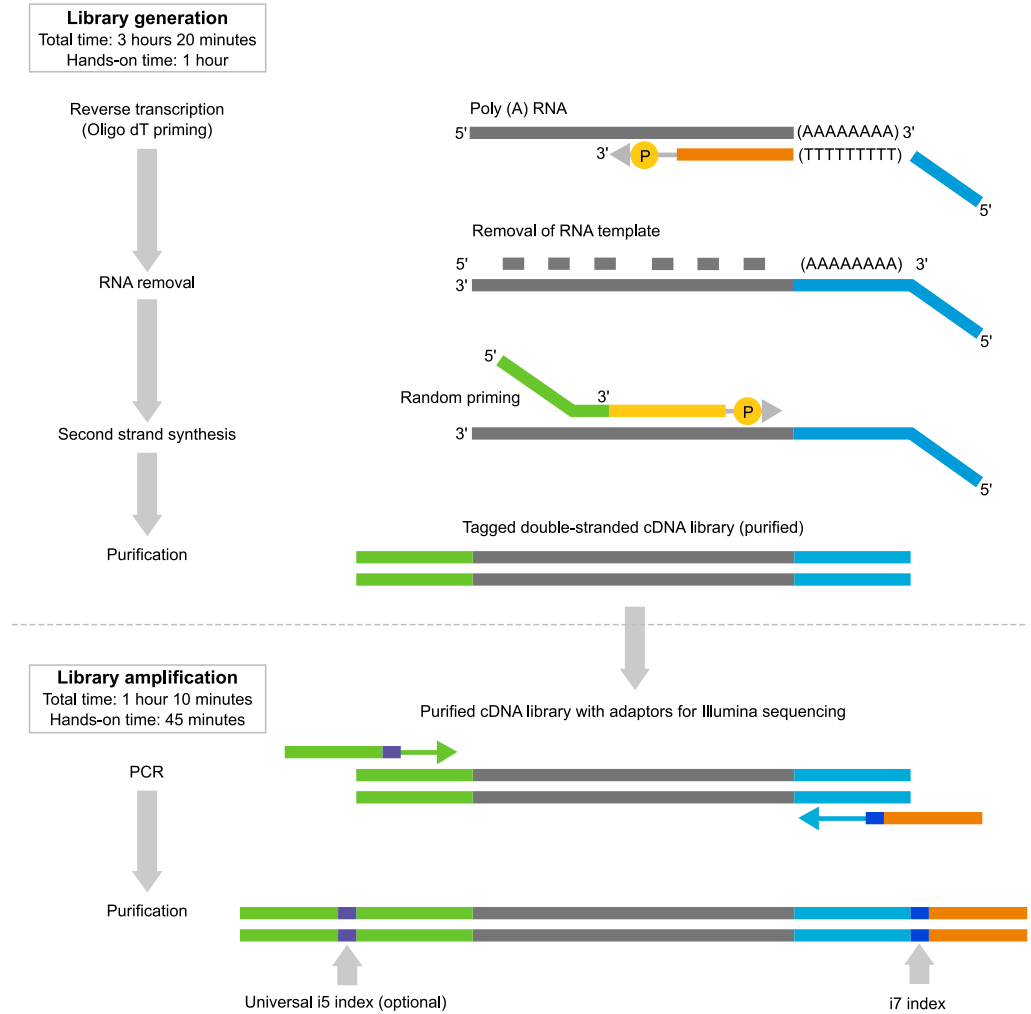 Library generation
Total time: 3 hours 20 minutes
Hands-on time: 1 hour
Reverse transcription
(Oligo dT priming)
Poly (A) RNA
5' (AAAAAAAA) 3'
3' P (TTTTTTTTT)
5'
Removal of RNA template
RNA removal
5' (AAAAAAAA) 3'
3'
5'
5'
Random priming
3'
P
Second strand synthesis
3'
5'
Tagged double-stranded cDNA library (purified)
Purification
Library amplification
Total time: 1 hour 10 minutes
Hands-on time: 45 minutes
Purified cDNA library with adaptors for Illumina sequencing
PCR
Purification
Universal i5 index (optional)
i7 index